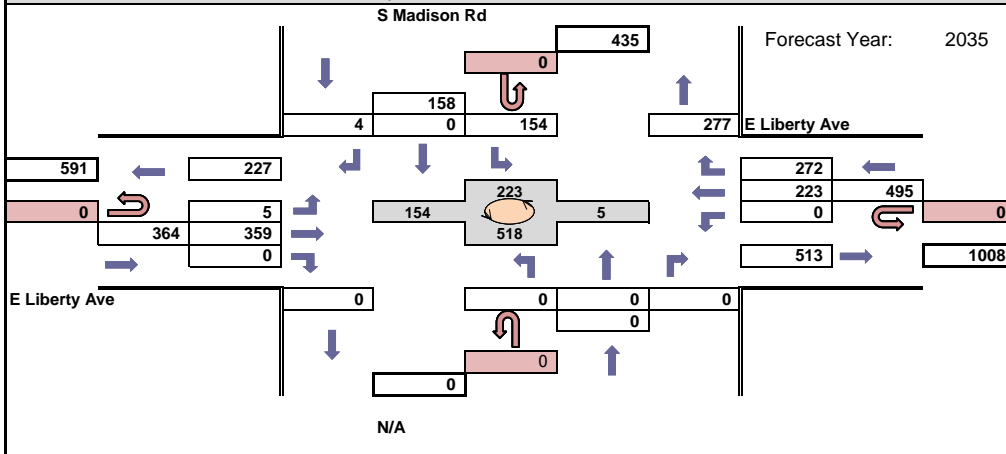 S Madison Rd
435
Forecast Year: 2035
0
158
4 0 154 277 E Liberty Ave
591 227 272
223 223 495
0 5 154 5 0 0
364 359 518
0 513 1008
E Liberty Ave 0 0 0 0
0
0
0
N/A